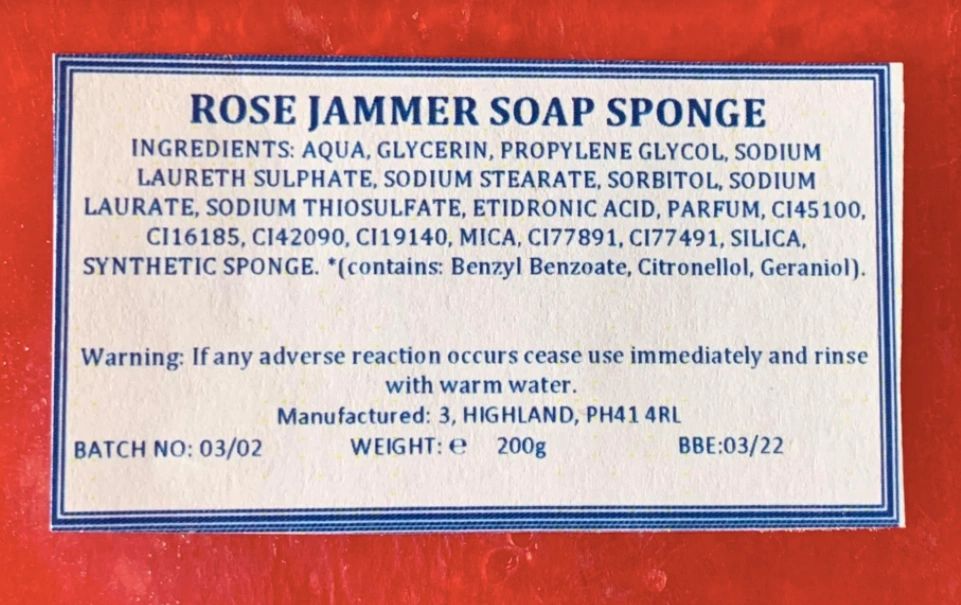 ROSE JAMMER SOAP SPONGE
INGREDIENTS: AQUA, GLYCERIN, PROPYLENE GLYCOL, SODIUM
LAURETH SULPHATE, SODIUM STEARATE, SORBITOL, SODIUM
LAURATE, SODIUM THIOSULFATE, ETIDRONIC ACID, PARFUM, CI45100,
CI16185, CI42090, CI19140, MICA, CI77891, CI77491, SILICA,
SYNTHETIC SPONGE. *(contains: Benzyl Benzoate, Citronellol, Geraniol).
Warning: If any adverse reaction occurs cease use immediately and rinse
with warm water.
Manufactured: 3, HIGHLAND, PH41 4RL
BATCH NO: 03/02 WEIGHT: ℮ 200g BBE:03/22